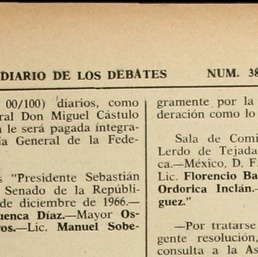 DIARIO DE LOS DEBATES NUM. 38
00/100) diarios, como
ral Don Miguel Cástulo
le será pagada íntegra-
ía General de la Fede-
"Presidente Sebastián
Senado de la Repúbli-
de diciembre de 1966.—
uenca Díaz.—Mayor Os-
ros.—Lic. Manuel Sobe-
gramente por la
deración como lo
Sala de Comi
Lerdo de Tejada
ca.—México, D. F.
Lic. Florencio Ba
Ordorica Inclán.—
guez."
—Por tratarse
gente resolución,
consulta a la As